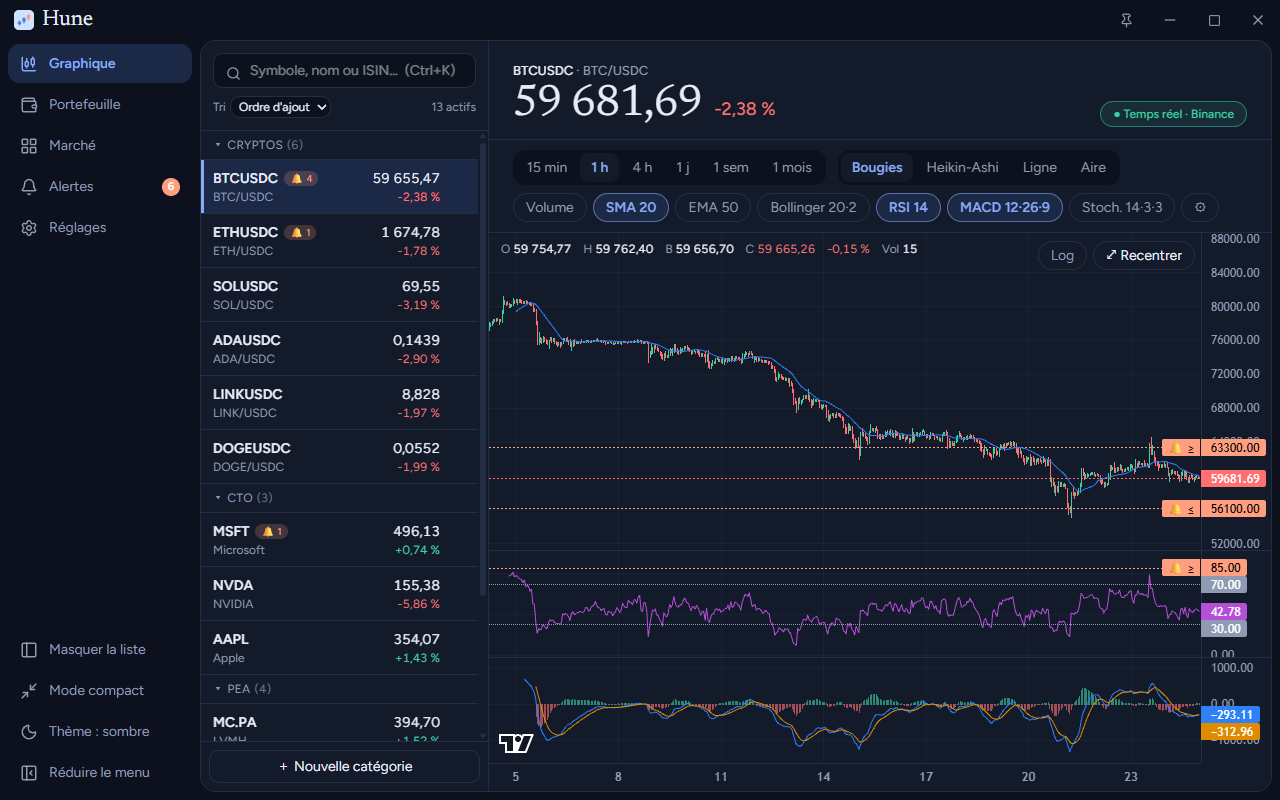 Hune
Graphique
Portefeuille
Marché
Alertes 6
Réglages
Masquer la liste
Mode compact
Thème : sombre
Réduire le menu
Symbole, nom ou ISIN... (Ctrl+K)
Tri Ordre d'ajout 13 actifs
CRYPTOS (6)
BTCUSDC 4 59 655,47
BTC/USDC -2,38 %
ETHUSDC 1 1 674,78
ETH/USDC -1,78 %
SOLUSDC 69,55
SOL/USDC -3,19 %
ADAUSDC 0,1439
ADA/USDC -2,90 %
LINKUSDC 8,828
LINK/USDC -1,97 %
DOGEUSDC 0,0552
DOGE/USDC -1,99 %
CTO (3)
MSFT 1 496,13
Microsoft +0,74 %
NVDA 155,38
NVIDIA -5,86 %
AAPL 354,07
Apple +1,43 %
PEA (4)
MC.PA 394,70
LVMH +1,52 %
+ Nouvelle catégorie
BTCUSDC · BTC/USDC
59 681,69 -2,38 %
● Temps réel · Binance
15 min 1 h 4 h 1 j 1 sem 1 mois Bougies Heikin-Ashi Ligne Aire
Volume SMA 20 EMA 50 Bollinger 20·2 RSI 14 MACD 12·26·9 Stoch. 14·3·3
O 59 754,77 H 59 762,40 B 59 656,70 C 59 665,26 -0,15 % Vol 15
Log Recentrer
88000.00
84000.00
80000.00
76000.00
72000.00
68000.00
≥ 63300.00
59681.69
≤ 56100.00
52000.00
≥ 85.00
70.00
42.78
30.00
0.00
1000.00
0.00
−293.11
−312.96
−1000.00
5 8 11 14 17 20 23